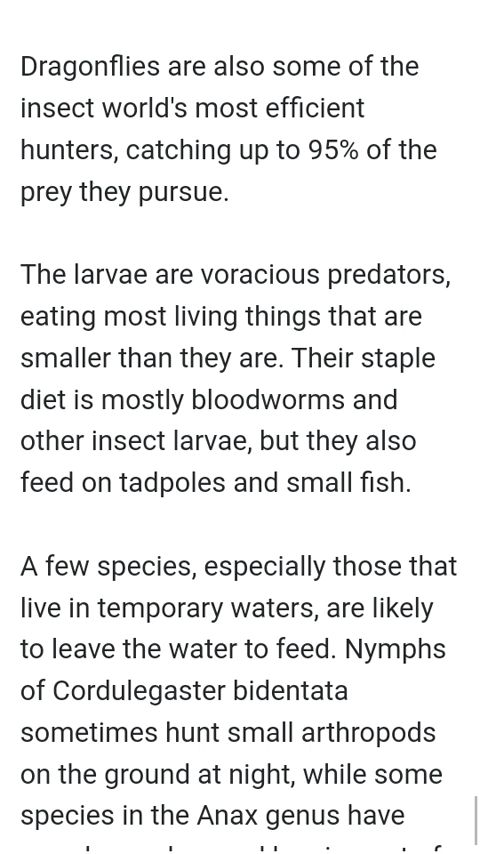 Dragonflies are also some of the
insect world's most efficient
hunters, catching up to 95% of the
prey they pursue.
The larvae are voracious predators,
eating most living things that are
smaller than they are. Their staple
diet is mostly bloodworms and
other insect larvae, but they also
feed on tadpoles and small fish.
A few species, especially those that
live in temporary waters, are likely
to leave the water to feed. Nymphs
of Cordulegaster bidentata
sometimes hunt small arthropods
on the ground at night, while some
species in the Anax genus have